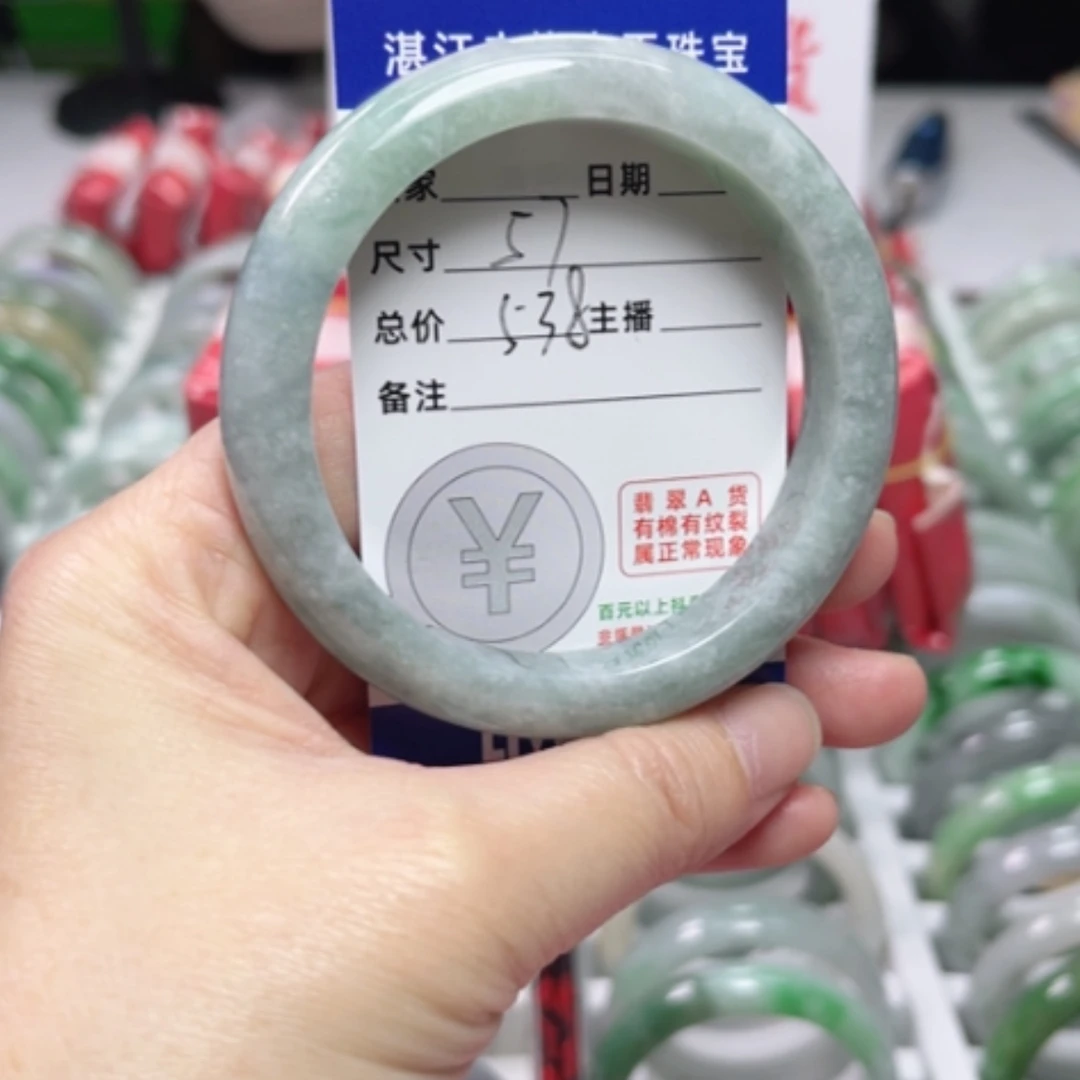 湛江 珠宝
家 日期
尺寸 57
总价 538 主播
备注
¥
翡翠A货
有棉有纹裂
属正常现象
百元以上